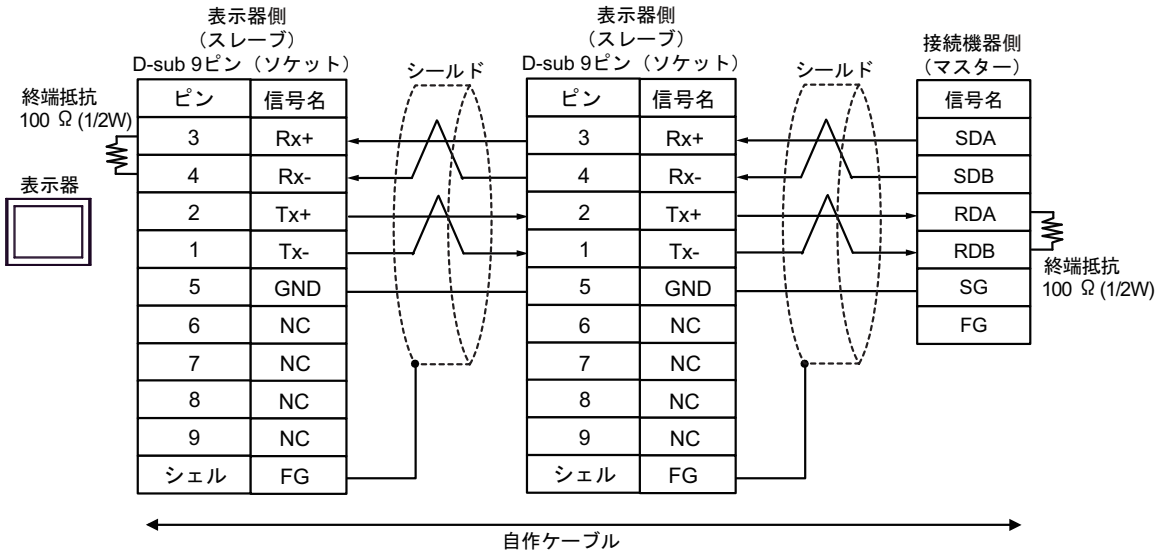 表示器側
（スレーブ）
D-sub 9ピン（ソケット）
表示器側
（スレーブ）
D-sub 9ピン（ソケット）
接続機器側
（マスター）
シールド
シールド
終端抵抗
100 Ω (1/2W)
表示器
ピン 信号名
3 Rx+
4 Rx-
2 Tx+
1 Tx-
5 GND
6 NC
7 NC
8 NC
9 NC
シェル FG
ピン 信号名
3 Rx+
4 Rx-
2 Tx+
1 Tx-
5 GND
6 NC
7 NC
8 NC
9 NC
シェル FG
信号名
SDA
SDB
RDA
RDB
SG
FG
終端抵抗
100 Ω (1/2W)
自作ケーブル